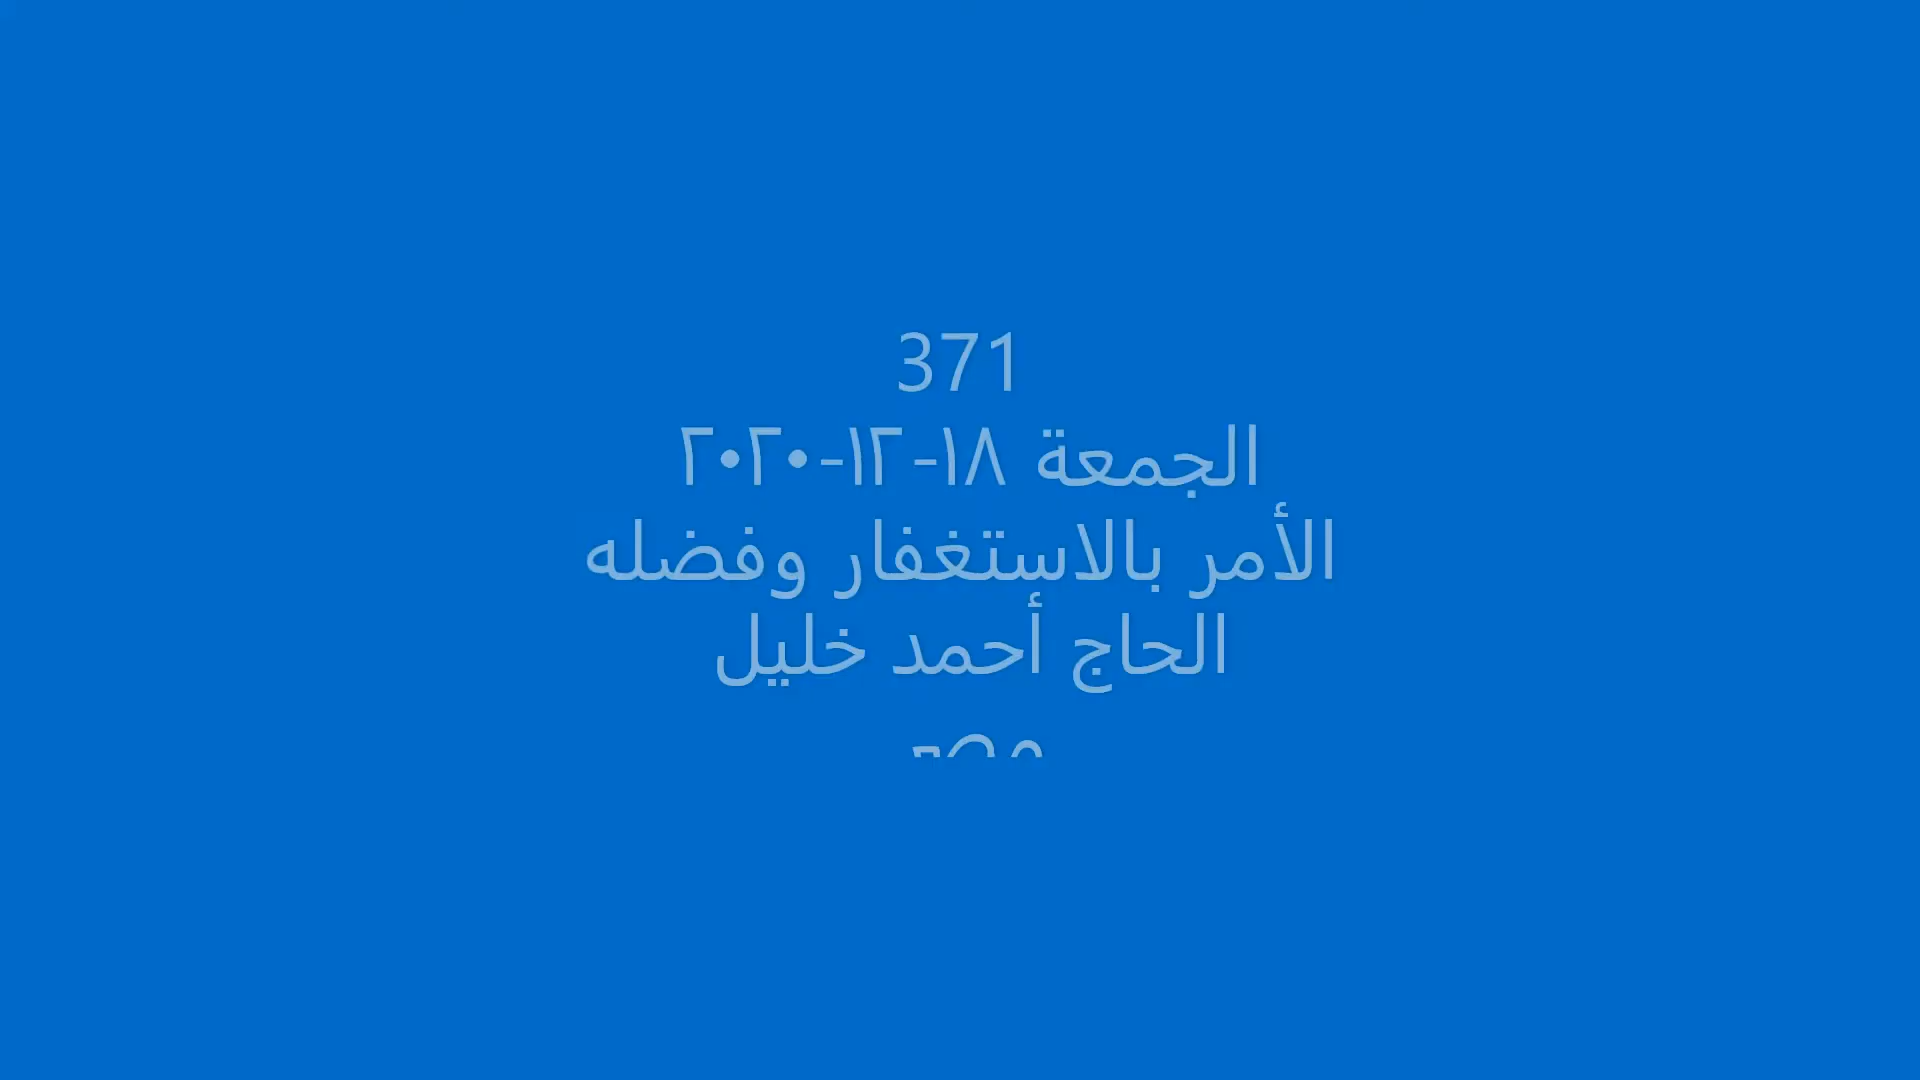 371
الجمعة ١٨-١٢-٢٠٢٠
الأمر بالاستغفار وفضله
الحاج أحمد خليل